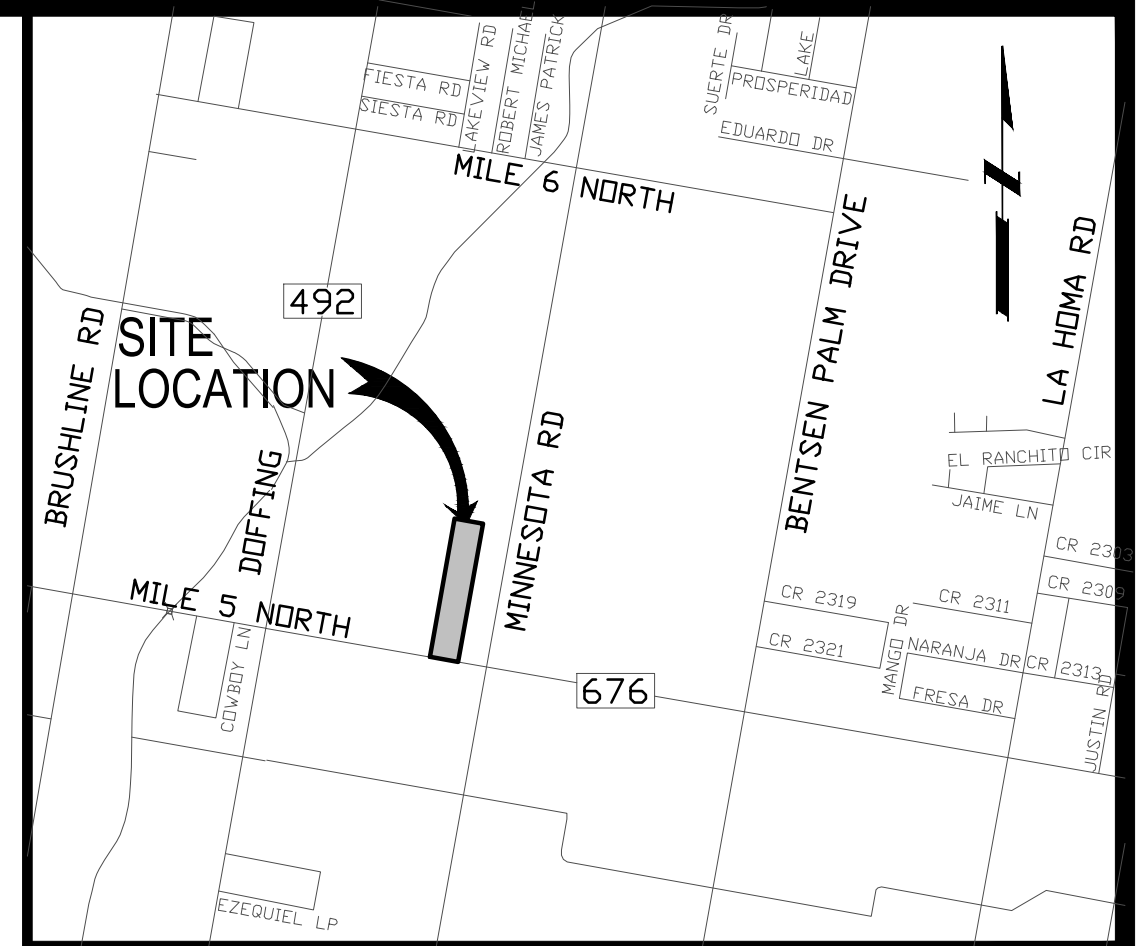 SUERTE DR
LAKE
LAKEVIEW RD
ROBERT MICHAEL
JAMES PATRICK
FIESTA RD
SIESTA RD
PROSPERIDAD
EDUARDO DR
MILE 6 NORTH
492
BRUSHLINE RD
SITE
LOCATION
DOFFING
MINNESOTA RD
BENTSEN PALM DRIVE
LA HOMA RD
EL RANCHITO CIR
JAIME LN
CR 2303
CR 2309
CR 2319
CR 2311
MILE 5 NORTH
COWBOY LN
CR 2321
MANGO DR
NARANJA DR
CR 2313
676
FRESA DR
JUSTIN RD
EZEQUIEL LP